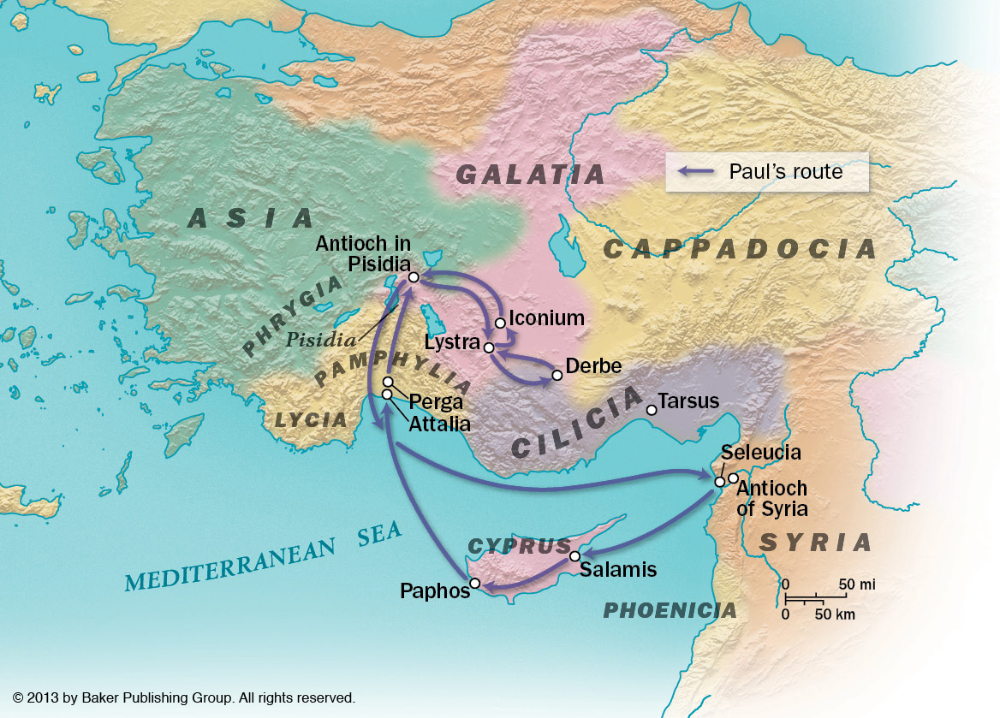 GALATIA
Paul's route
ASIA
Antioch in
Pisidia
CAPPADOCIA
PHRYGIA
Iconium
Pisidia
Lystra
PAMPHYLIA
Derbe
Perga
Attalia
LYCIA
CILICIA
Tarsus
Seleucia
Antioch
of Syria
MEDITERRANEAN SEA
CYPRUS
SYRIA
Salamis
Paphos
0 50 mi
0 50 km
PHOENICIA
© 2013 by Baker Publishing Group. All rights reserved.